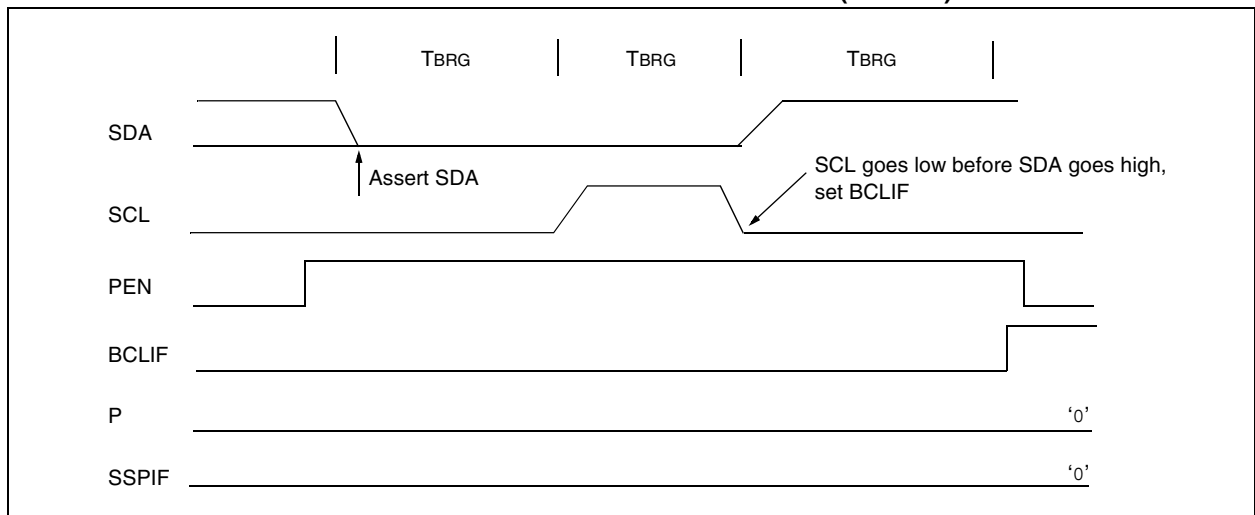 TBRG TBRG TBRG
SDA
Assert SDA
SCL goes low before SDA goes high,
set BCLIF
SCL
PEN
BCLIF
P
‘0’
SSPIF
‘0’